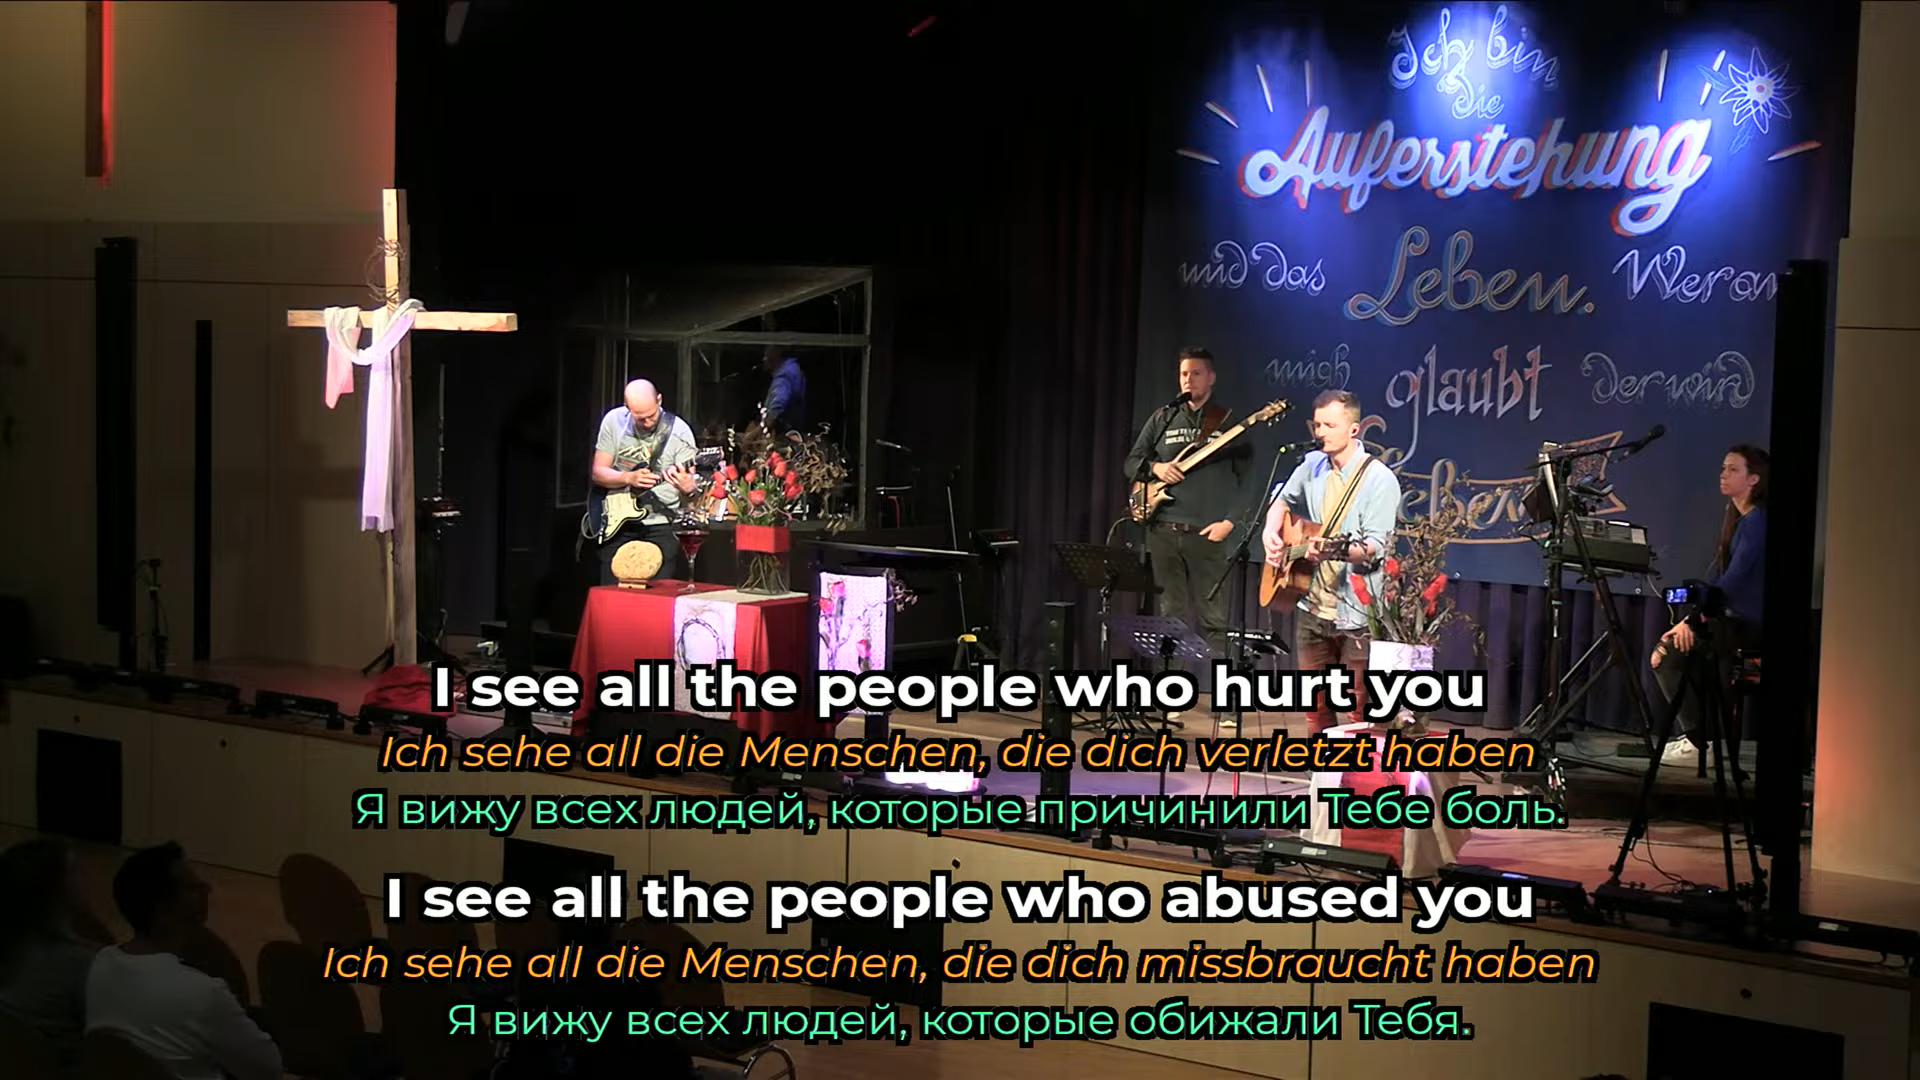 Ich bin
die
Auferstehung
und das Leben. Wer an
mich glaubt der wird
leben
I see all the people who hurt you
Ich sehe all die Menschen, die dich verletzt haben
Я вижу всех людей, которые причинили Тебе боль.
I see all the people who abused you
Ich sehe all die Menschen, die dich missbraucht haben
Я вижу всех людей, которые обижали Тебя.